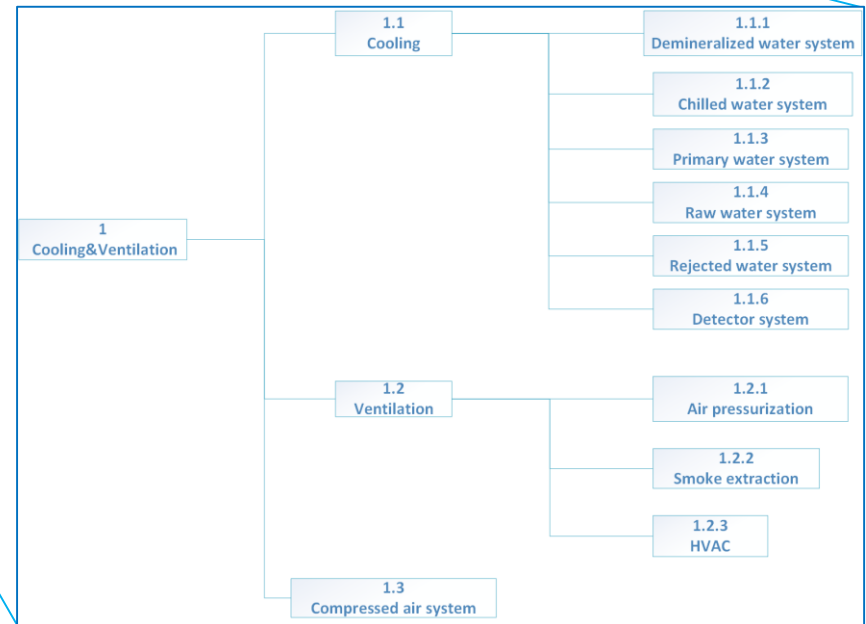 1.1
Cooling
1.1.1
Demineralized water system
1.1.2
Chilled water system
1.1.3
Primary water system
1.1.4
Raw water system
1
Cooling&Ventilation
1.1.5
Rejected water system
1.1.6
Detector system
1.2
Ventilation
1.2.1
Air pressurization
1.2.2
Smoke extraction
1.2.3
HVAC
1.3
Compressed air system